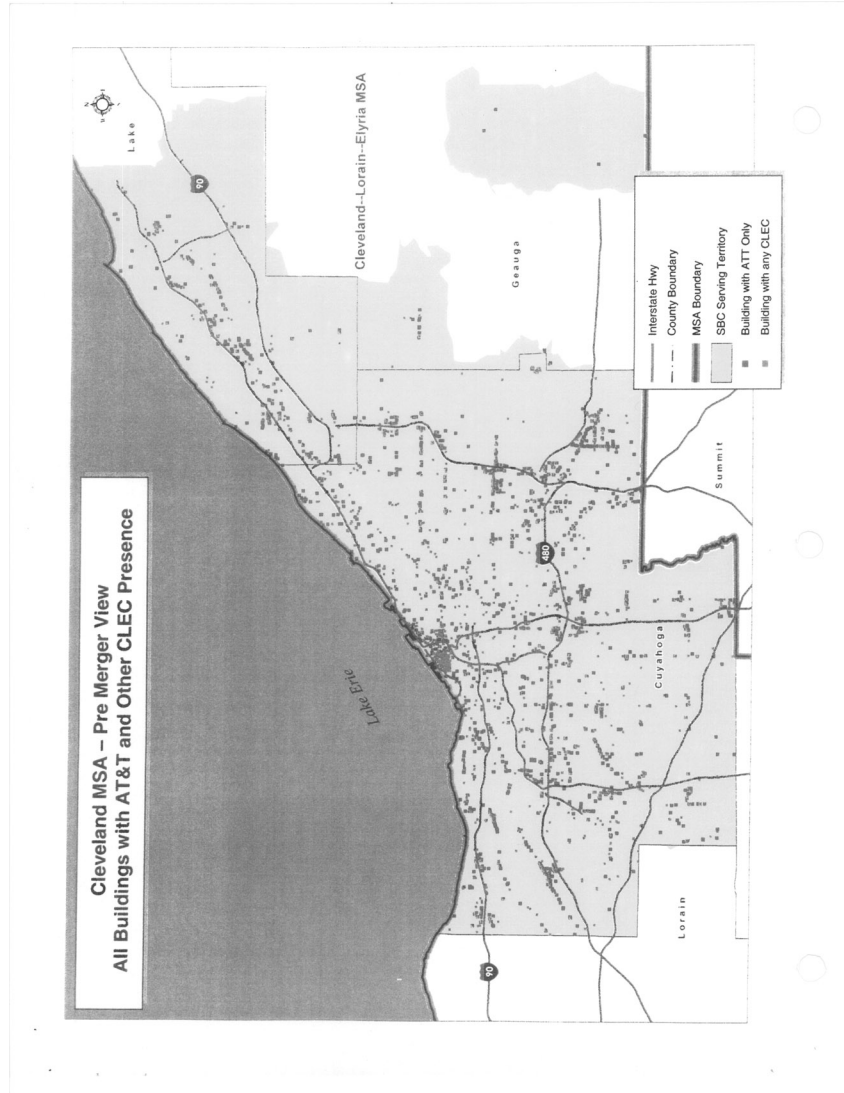 Cleveland MSA – Pre Merger View
All Buildings with AT&T and Other CLEC Presence
N
Lake
90
Cleveland--Lorain--Elyria MSA
Geauga
Lake Erie
480
Cuyahoga
Summit
Lorain
90
Interstate Hwy
County Boundary
MSA Boundary
SBC Serving Territory
Building with ATT Only
Building with any CLEC